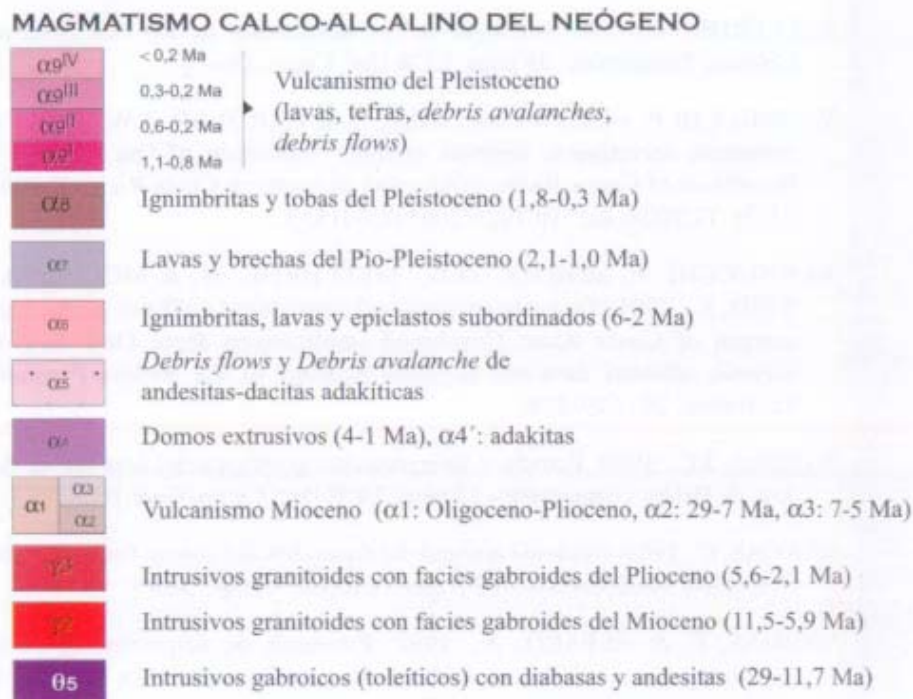 MAGMATISMO CALCO-ALCALINO DEL NEÓGENO
α9IV <0,2 Ma
α9III 0,3-0,2 Ma
α9II 0,6-0,2 Ma
α9I 1,1-0,8 Ma
Vulcanismo del Pleistoceno
(lavas, tefras, debris avalanches,
debris flows)
α8 Ignimbritas y tobas del Pleistoceno (1,8-0,3 Ma)
α7 Lavas y brechas del Pio-Pleistoceno (2,1-1,0 Ma)
α6 Ignimbritas, lavas y epiclastos subordinados (6-2 Ma)
α5 Debris flows y Debris avalanche de
andesitas-dacitas adakíticas
α4 Domos extrusivos (4-1 Ma), α4´: adakitas
α1 α3 α2 Vulcanismo Mioceno (α1: Oligoceno-Plioceno, α2: 29-7 Ma, α3: 7-5 Ma)
Intrusivos granitoides con facies gabroides del Plioceno (5,6-2,1 Ma)
Intrusivos granitoides con facies gabroides del Mioceno (11,5-5,9 Ma)
θ5 Intrusivos gabroicos (toleíticos) con diabasas y andesitas (29-11,7 Ma)